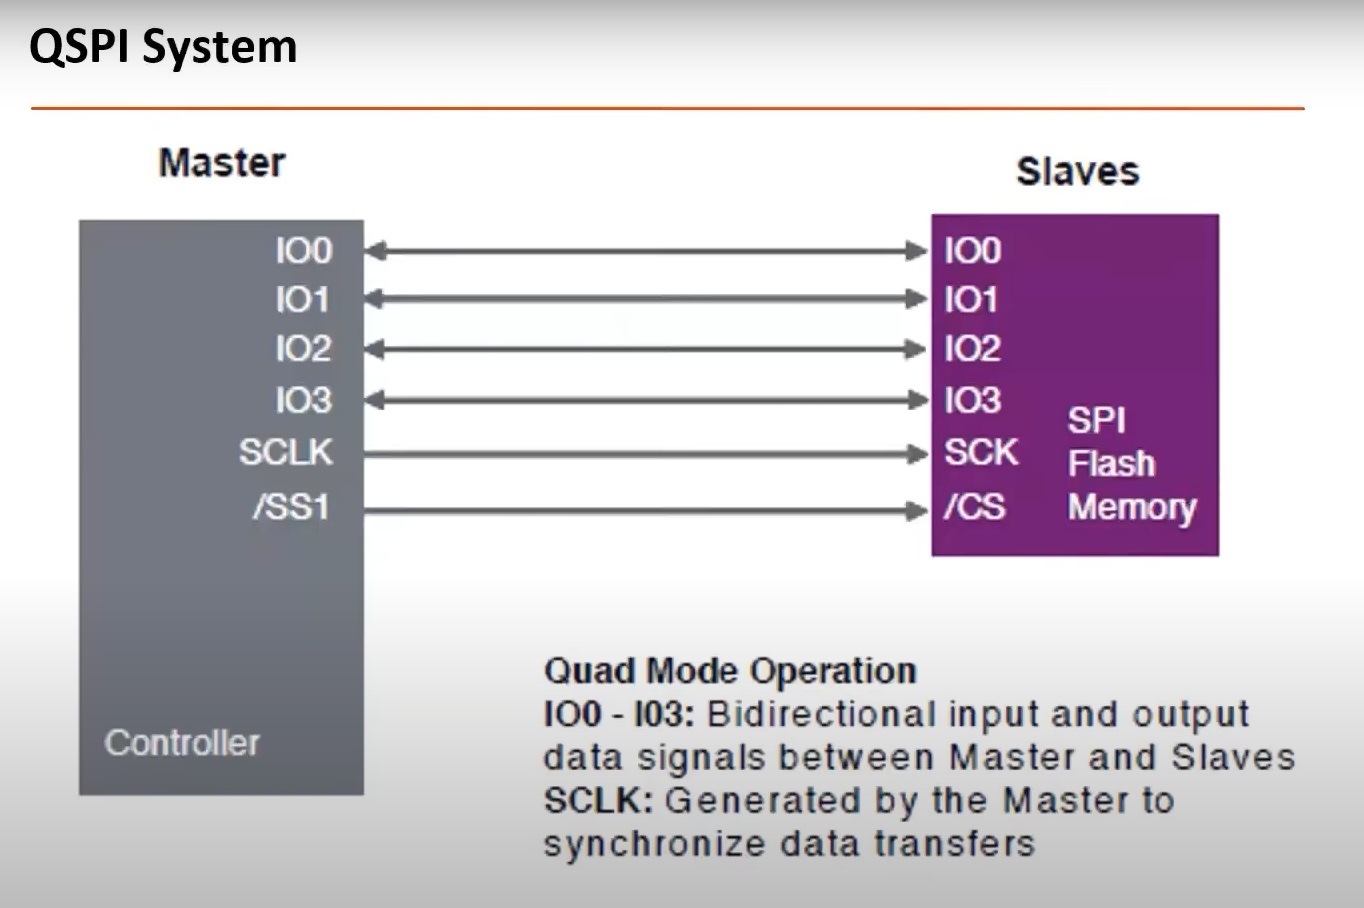 QSPI System
Master
Slaves
IO0
IO1
IO2
IO3
SCLK
/SS1
Controller
IO0
IO1
IO2
IO3
SCK
/CS
SPI
Flash
Memory
Quad Mode Operation
IO0 - I03: Bidirectional input and output
data signals between Master and Slaves
SCLK: Generated by the Master to
synchronize data transfers